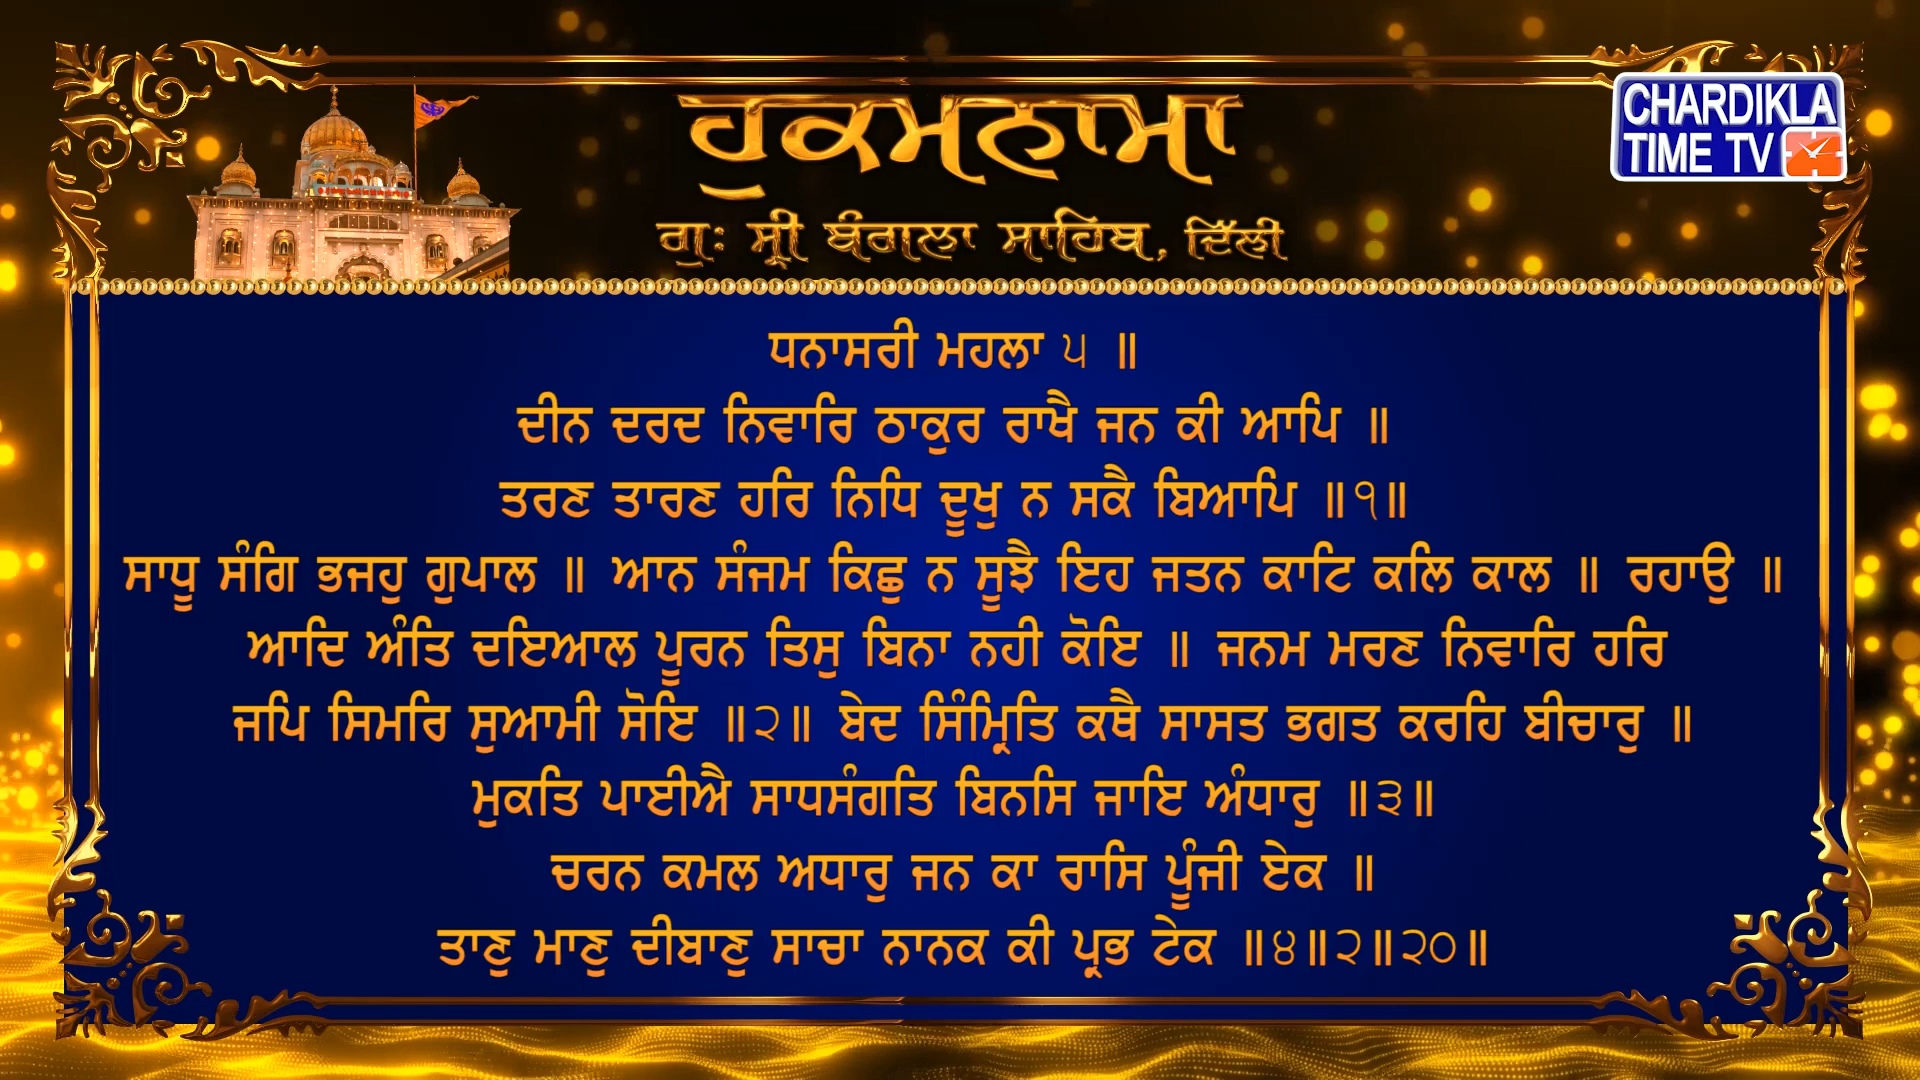 ਹੁਕਮਨਾਮਾ
ਗੁਃ ਸ੍ਰੀ ਬੰਗਲਾ ਸਾਹਿਬ, ਦਿੱਲੀ
CHARDIKLA
TIME TV
ਧਨਾਸਰੀ ਮਹਲਾ ੫ ॥
ਦੀਨ ਦਰਦ ਨਿਵਾਰਿ ਠਾਕੁਰ ਰਾਖੈ ਜਨ ਕੀ ਆਪਿ ॥
ਤਰਣ ਤਾਰਣ ਹਰਿ ਨਿਧਿ ਦੂਖੁ ਨ ਸਕੈ ਬਿਆਪਿ ॥੧॥
ਸਾਧੂ ਸੰਗਿ ਭਜਹੁ ਗੁਪਾਲ ॥ ਆਨ ਸੰਜਮ ਕਿਛੁ ਨ ਸੂਝੈ ਇਹ ਜਤਨ ਕਾਟਿ ਕਲਿ ਕਾਲ ॥ ਰਹਾਉ ॥
ਆਦਿ ਅੰਤਿ ਦਇਆਲ ਪੂਰਨ ਤਿਸੁ ਬਿਨਾ ਨਹੀ ਕੋਇ ॥ ਜਨਮ ਮਰਣ ਨਿਵਾਰਿ ਹਰਿ
ਜਪਿ ਸਿਮਰਿ ਸੁਆਮੀ ਸੋਇ ॥੨॥ ਬੇਦ ਸਿੰਮ੍ਰਿਤਿ ਕਥੈ ਸਾਸਤ ਭਗਤ ਕਰਹਿ ਬੀਚਾਰੁ ॥
ਮੁਕਤਿ ਪਾਈਐ ਸਾਧਸੰਗਤਿ ਬਿਨਸਿ ਜਾਇ ਅੰਧਾਰੁ ॥੩॥
ਚਰਨ ਕਮਲ ਅਧਾਰੁ ਜਨ ਕਾ ਰਾਸਿ ਪੂੰਜੀ ਏਕ ॥
ਤਾਣੁ ਮਾਣੁ ਦੀਬਾਣੁ ਸਾਚਾ ਨਾਨਕ ਕੀ ਪ੍ਰਭ ਟੇਕ ॥੪॥੨॥੨੦॥